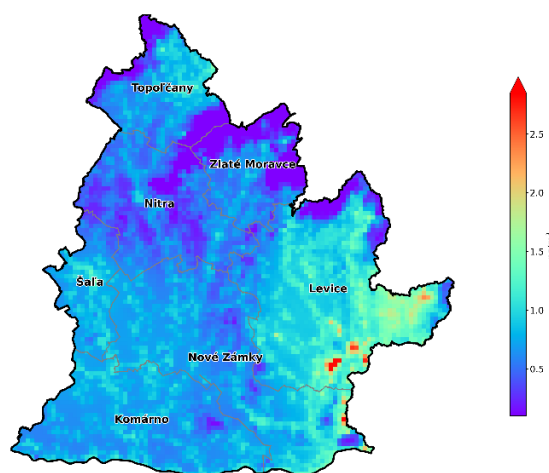 Topoľčany
Zlaté Moravce
Nitra
Šaľa
Levice
Nové Zámky
Komárno
2.5
2.0
1.5
1.0
0.5